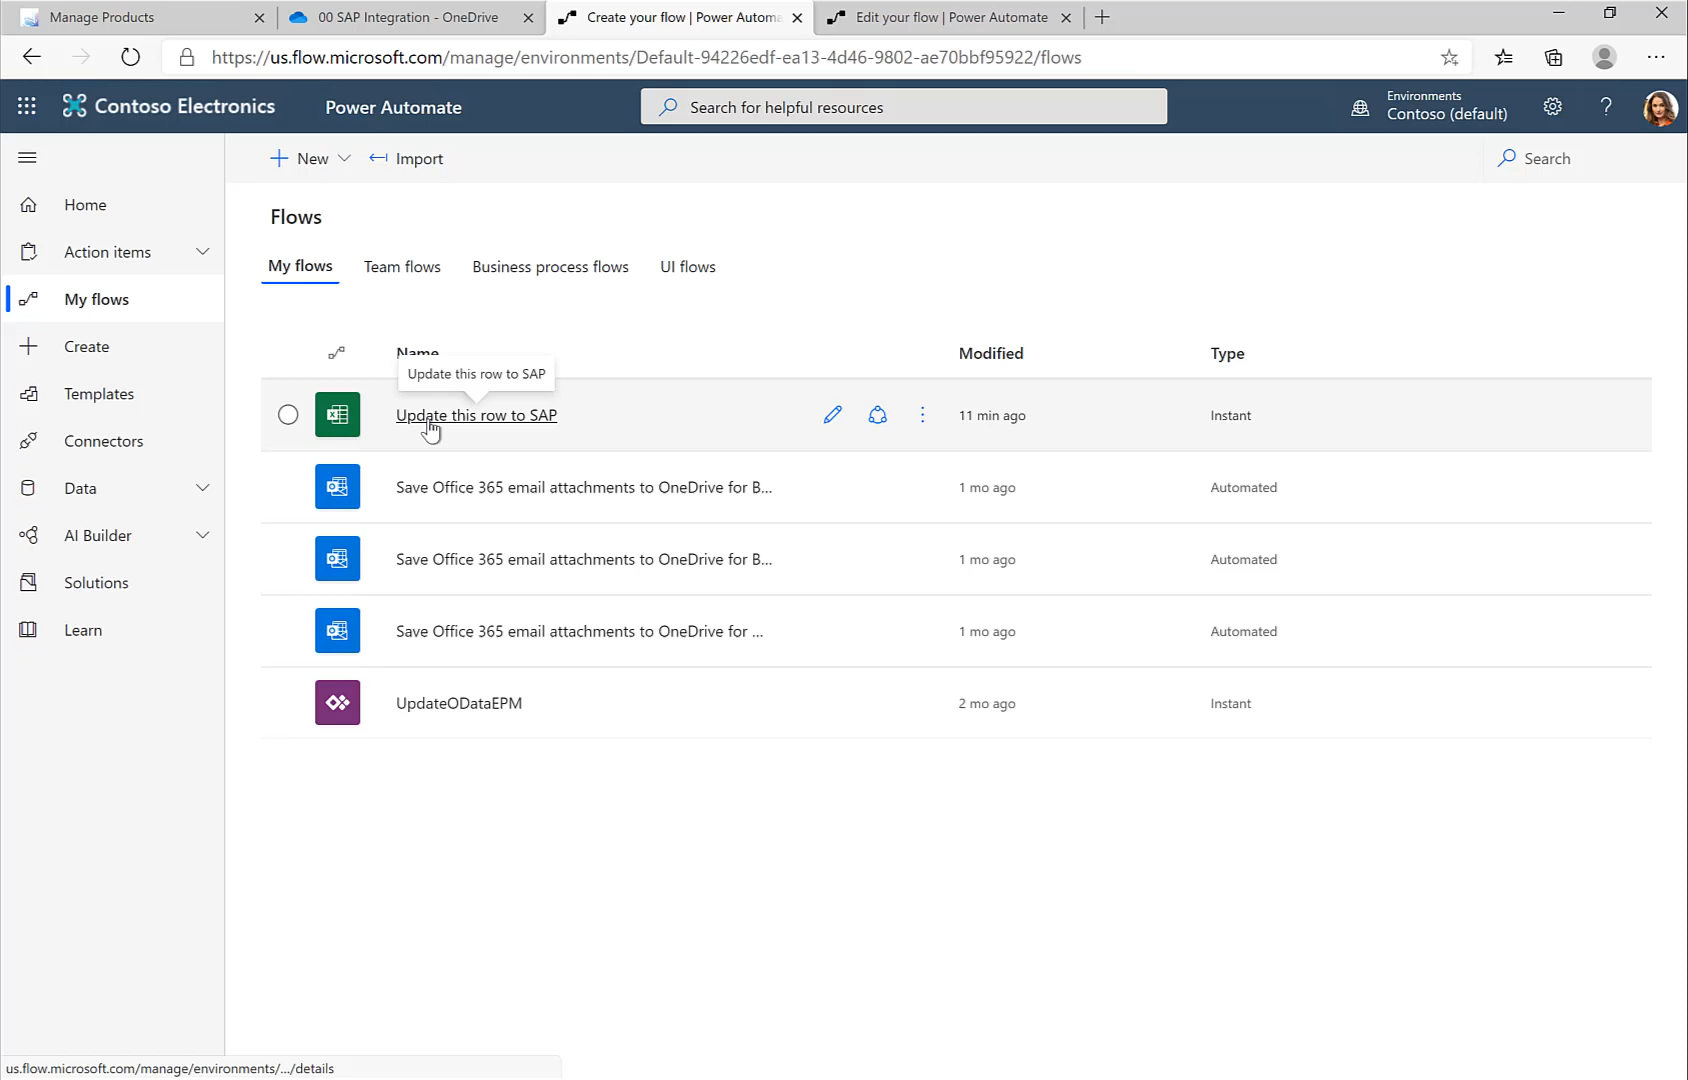 Manage Products
00 SAP Integration - OneDrive
Create your flow | Power Automa
Edit your flow | Power Automate
https://us.flow.microsoft.com/manage/environments/Default-94226edf-ea13-4d46-9802-ae70bbf95922/flows
Contoso Electronics
Power Automate
Search for helpful resources
Environments
Contoso (default)
?
New
Import
Search
Home
Action items
My flows
Create
Templates
Connectors
Data
AI Builder
Solutions
Learn
Flows
My flows
Team flows
Business process flows
UI flows
Name
Modified
Type
Update this row to SAP
Update this row to SAP
11 min ago
Instant
Save Office 365 email attachments to OneDrive for B...
1 mo ago
Automated
Save Office 365 email attachments to OneDrive for B...
1 mo ago
Automated
Save Office 365 email attachments to OneDrive for ...
1 mo ago
Automated
UpdateODataEPM
2 mo ago
Instant
us.flow.microsoft.com/manage/environments/.../details